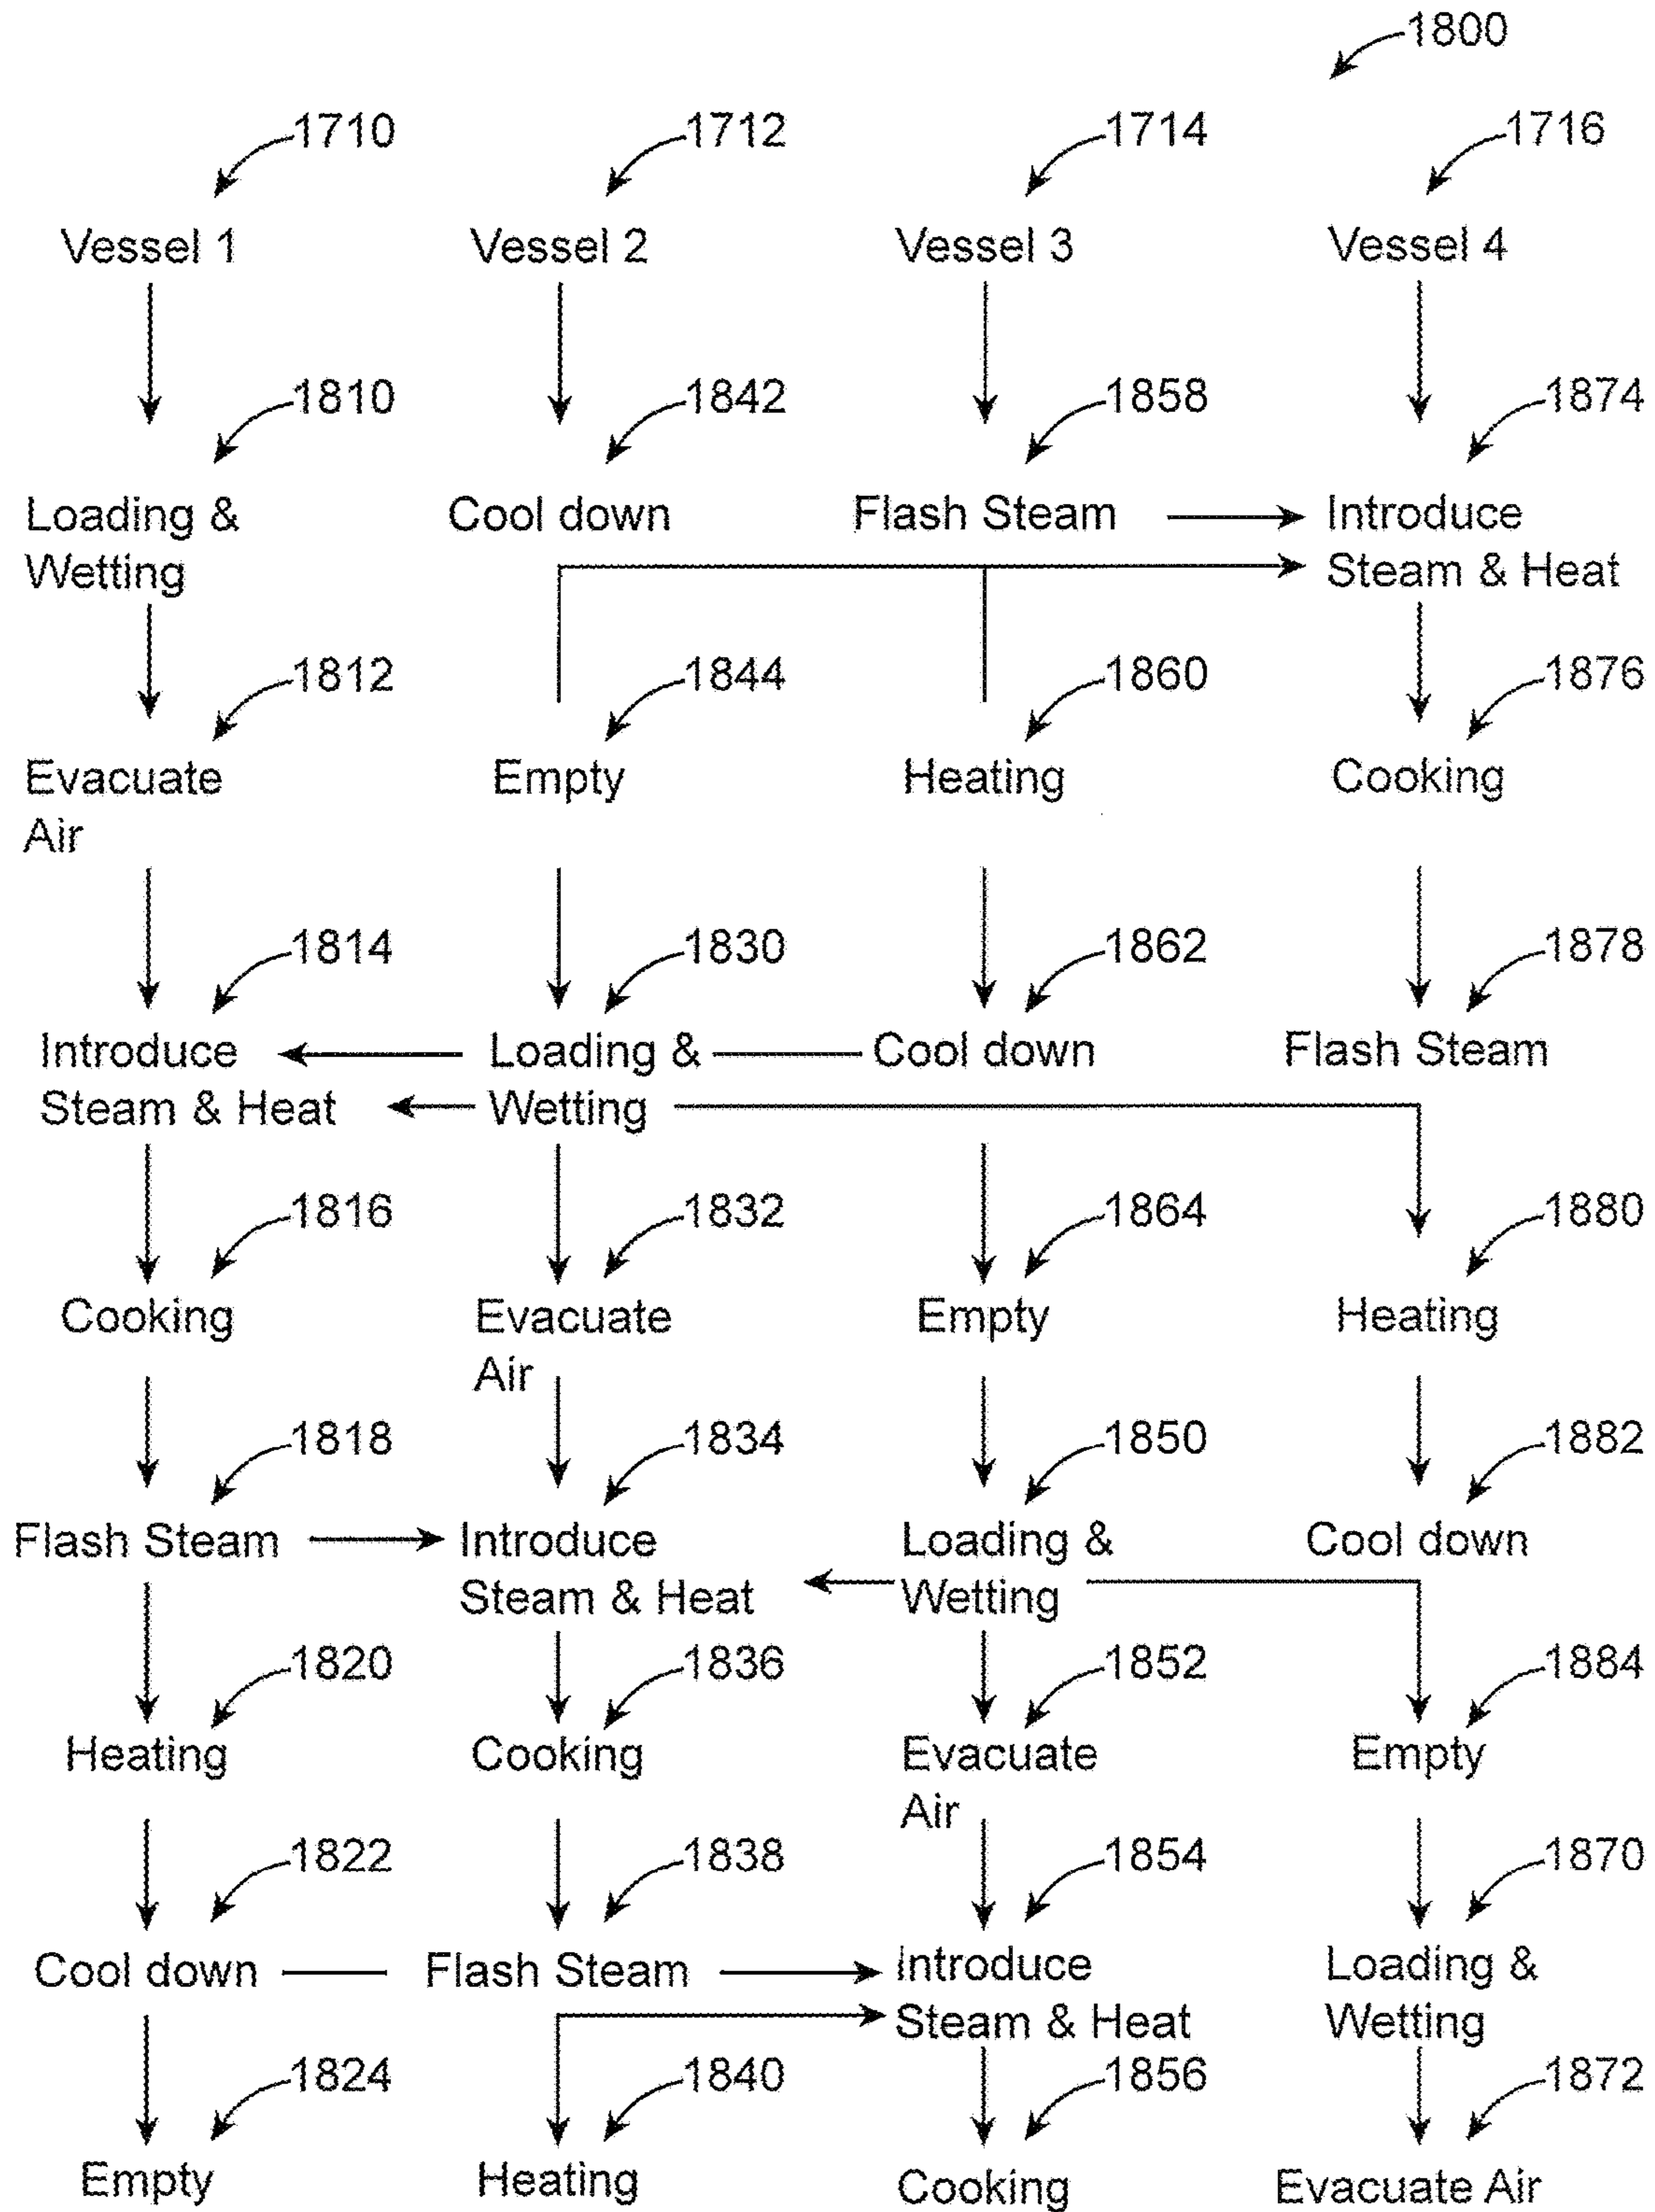 1800
1710 1712 1714 1716
Vessel 1 Vessel 2 Vessel 3 Vessel 4
1810 1842 1858 1874
Loading & Cool down Flash Steam Introduce
Wetting Steam & Heat
1812 1844 1860 1876
Evacuate Empty Heating Cooking
Air
1814 1830 1862 1878
Introduce Loading & Cool down Flash Steam
Steam & Heat Wetting
1816 1832 1864 1880
Cooking Evacuate Empty Heating
Air
1818 1834 1850 1882
Flash Steam Introduce Loading & Cool down
Steam & Heat Wetting
1820 1836 1852 1884
Heating Cooking Evacuate Empty
Air
1822 1838 1854 1870
Cool down Flash Steam Introduce Loading &
Steam & Heat Wetting
1824 1840 1856 1872
Empty Heating Cooking Evacuate Air